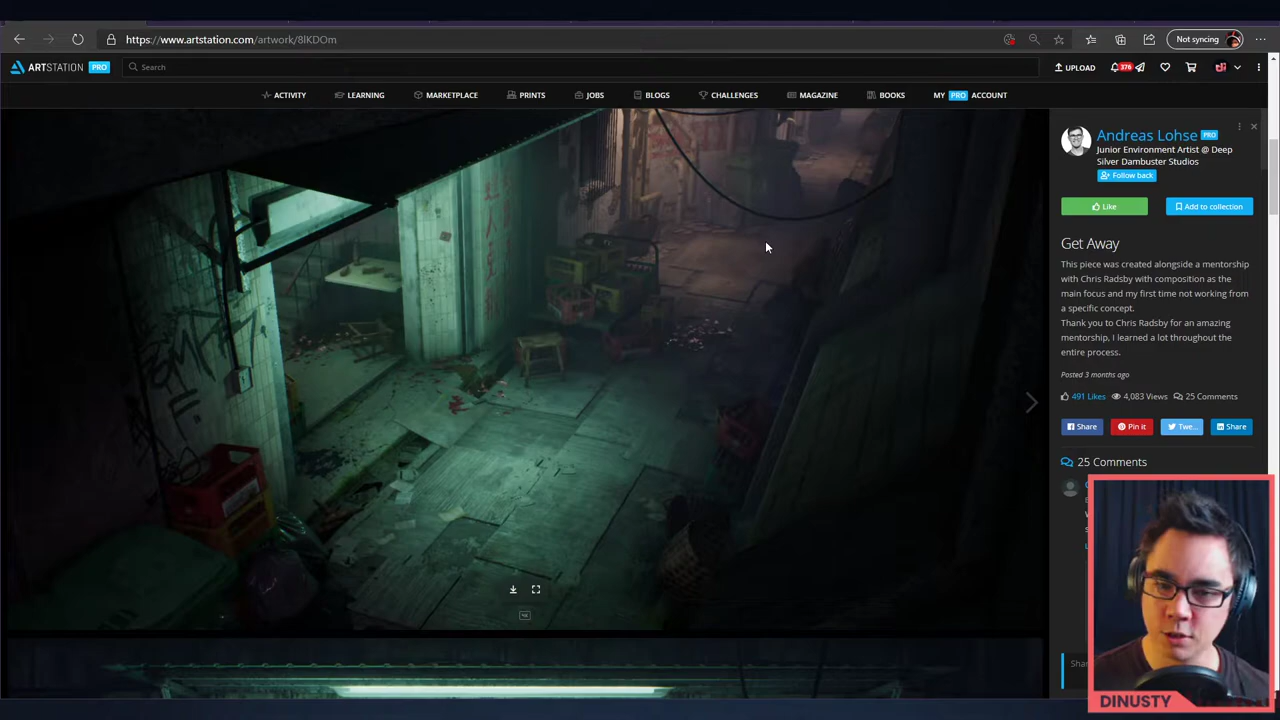 https://www.artstation.com/artwork/8lKDOm
Not syncing
ARTSTATION PRO
Search
UPLOAD
376
ACTIVITY
LEARNING
MARKETPLACE
PRINTS
JOBS
BLOGS
CHALLENGES
MAGAZINE
BOOKS
MY PRO ACCOUNT
Andreas Lohse PRO
Junior Environment Artist @ Deep
Silver Dambuster Studios
Follow back
Like
Add to collection
Get Away
This piece was created alongside a mentorship
with Chris Radsby with composition as the
main focus and my first time not working from
a specific concept.
Thank you to Chris Radsby for an amazing
mentorship, I learned a lot throughout the
entire process.
Posted 3 months ago
491 Likes
4,083 Views
25 Comments
Share
Pin it
Twe...
Share
25 Comments
4K
DINUSTY